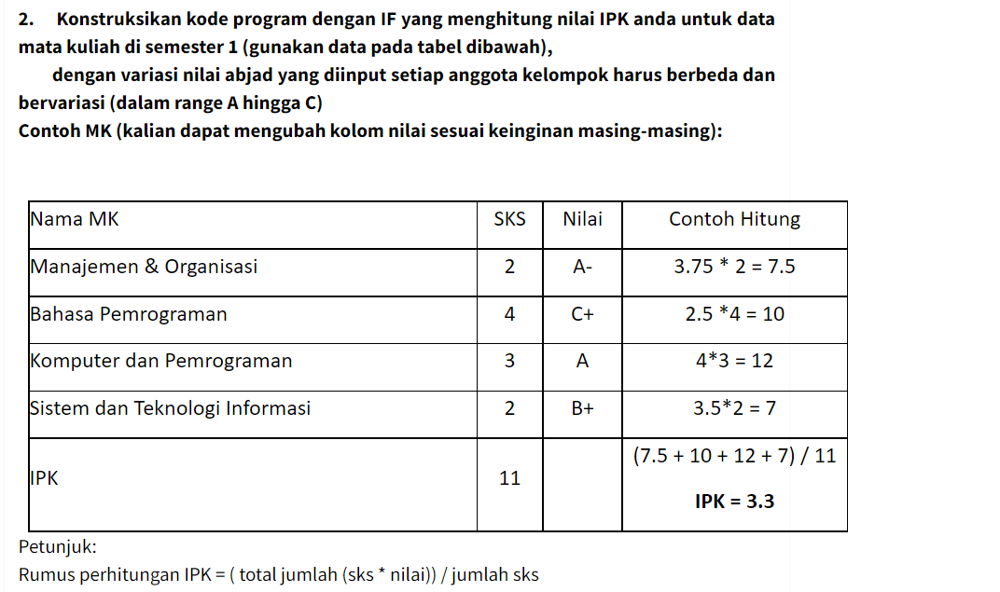 2. Konstruksikan kode program dengan IF yang menghitung nilai IPK anda untuk data
mata kuliah di semester 1 (gunakan data pada tabel dibawah),
dengan variasi nilai abjad yang diinput setiap anggota kelompok harus berbeda dan
bervariasi (dalam range A hingga C)
Contoh MK (kalian dapat mengubah kolom nilai sesuai keinginan masing-masing):
Nama MK SKS Nilai Contoh Hitung
Manajemen & Organisasi 2 A- 3.75 * 2 = 7.5
Bahasa Pemrograman 4 C+ 2.5 *4 = 10
Komputer dan Pemrograman 3 A 4*3 = 12
Sistem dan Teknologi Informasi 2 B+ 3.5*2 = 7
(7.5 + 10 + 12 + 7) / 11
IPK 11
IPK = 3.3
Petunjuk:
Rumus perhitungan IPK = ( total jumlah (sks * nilai)) / jumlah sks